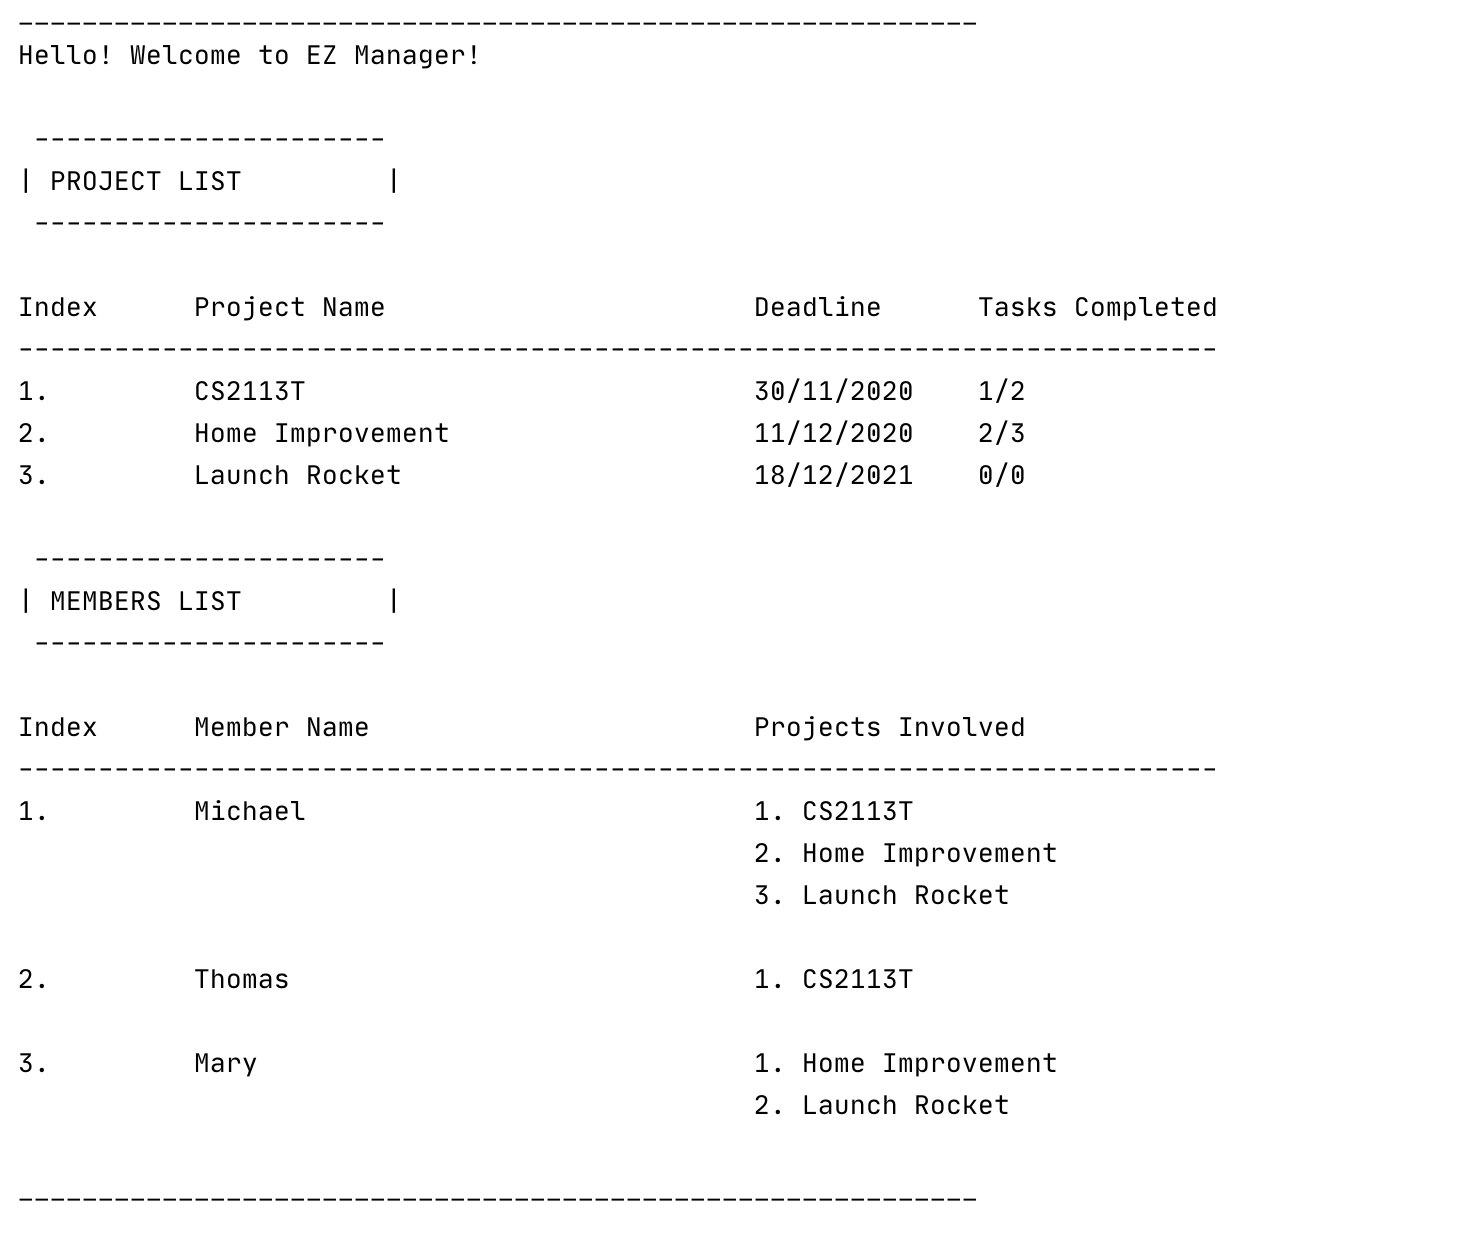 ____________________________________________________________
Hello! Welcome to EZ Manager!
 ----------------------
| PROJECT LIST         |
 ----------------------
Index      Project Name                       Deadline      Tasks Completed
---------------------------------------------------------------------------
1.         CS2113T                            30/11/2020    1/2
2.         Home Improvement                   11/12/2020    2/3
3.         Launch Rocket                      18/12/2021    0/0
 ----------------------
| MEMBERS LIST         |
 ----------------------
Index      Member Name                        Projects Involved
---------------------------------------------------------------------------
1.         Michael                            1. CS2113T
                                              2. Home Improvement
                                              3. Launch Rocket
2.         Thomas                             1. CS2113T
3.         Mary                               1. Home Improvement
                                              2. Launch Rocket
____________________________________________________________